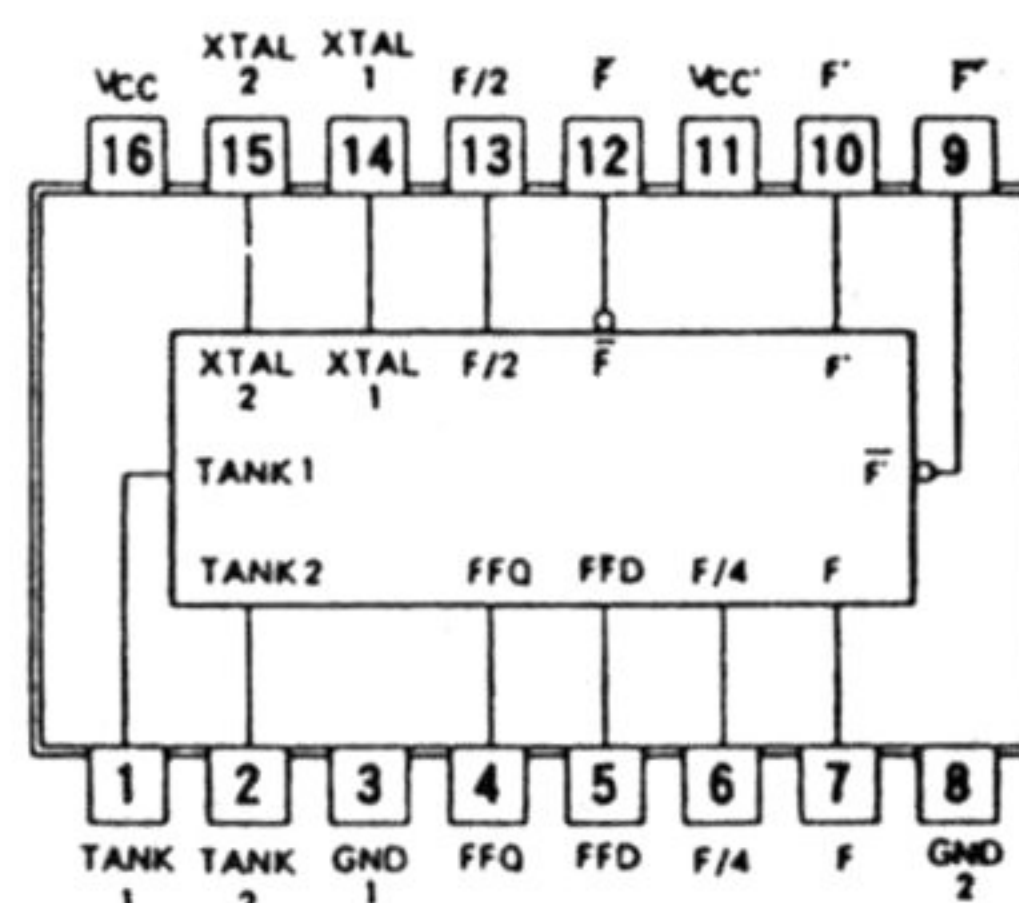 XTAL XTAL
VCC 2 1 F/2 F̅ VCC' F' F̅'
16 15 14 13 12 11 10 9
XTAL XTAL F/2 F̅ F'
2 1
TANK 1 F̅'
TANK 2 FFQ FFD F/4 F
1 2 3 4 5 6 7 8
TANK TANK GND FFQ FFD F/4 F GND
1 2 1 2